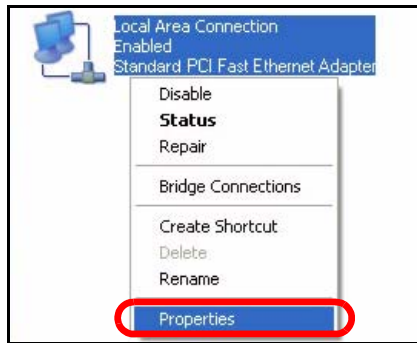 Local Area Connection
Enabled
Standard PCI Fast Ethernet Adapter
Disable
Status
Repair
Bridge Connections
Create Shortcut
Delete
Rename
Properties